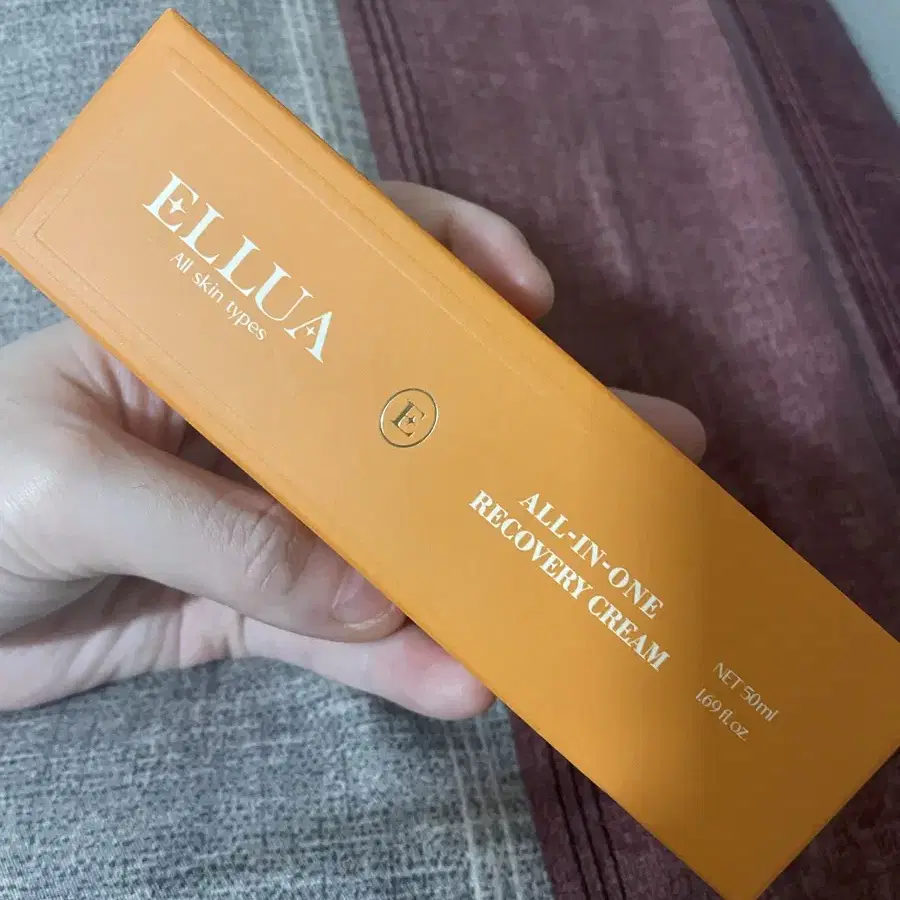 ELLUA
All skin types
E
ALL-IN-ONE
RECOVERY CREAM
NET 50ml
1.69 fl.oz.